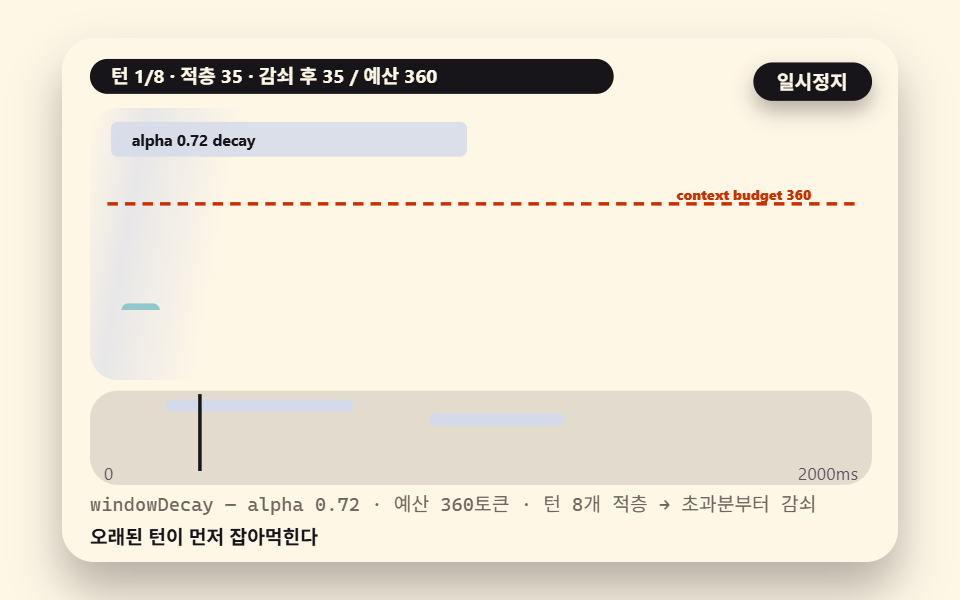 턴 1/8 · 적층 35 · 감쇠 후 35 / 예산 360
일시정지
alpha 0.72 decay
context budget 360
0
2000ms
windowDecay — alpha 0.72 · 예산 360토큰 · 턴 8개 적층 → 초과분부터 감쇠
오래된 턴이 먼저 잡아먹힌다